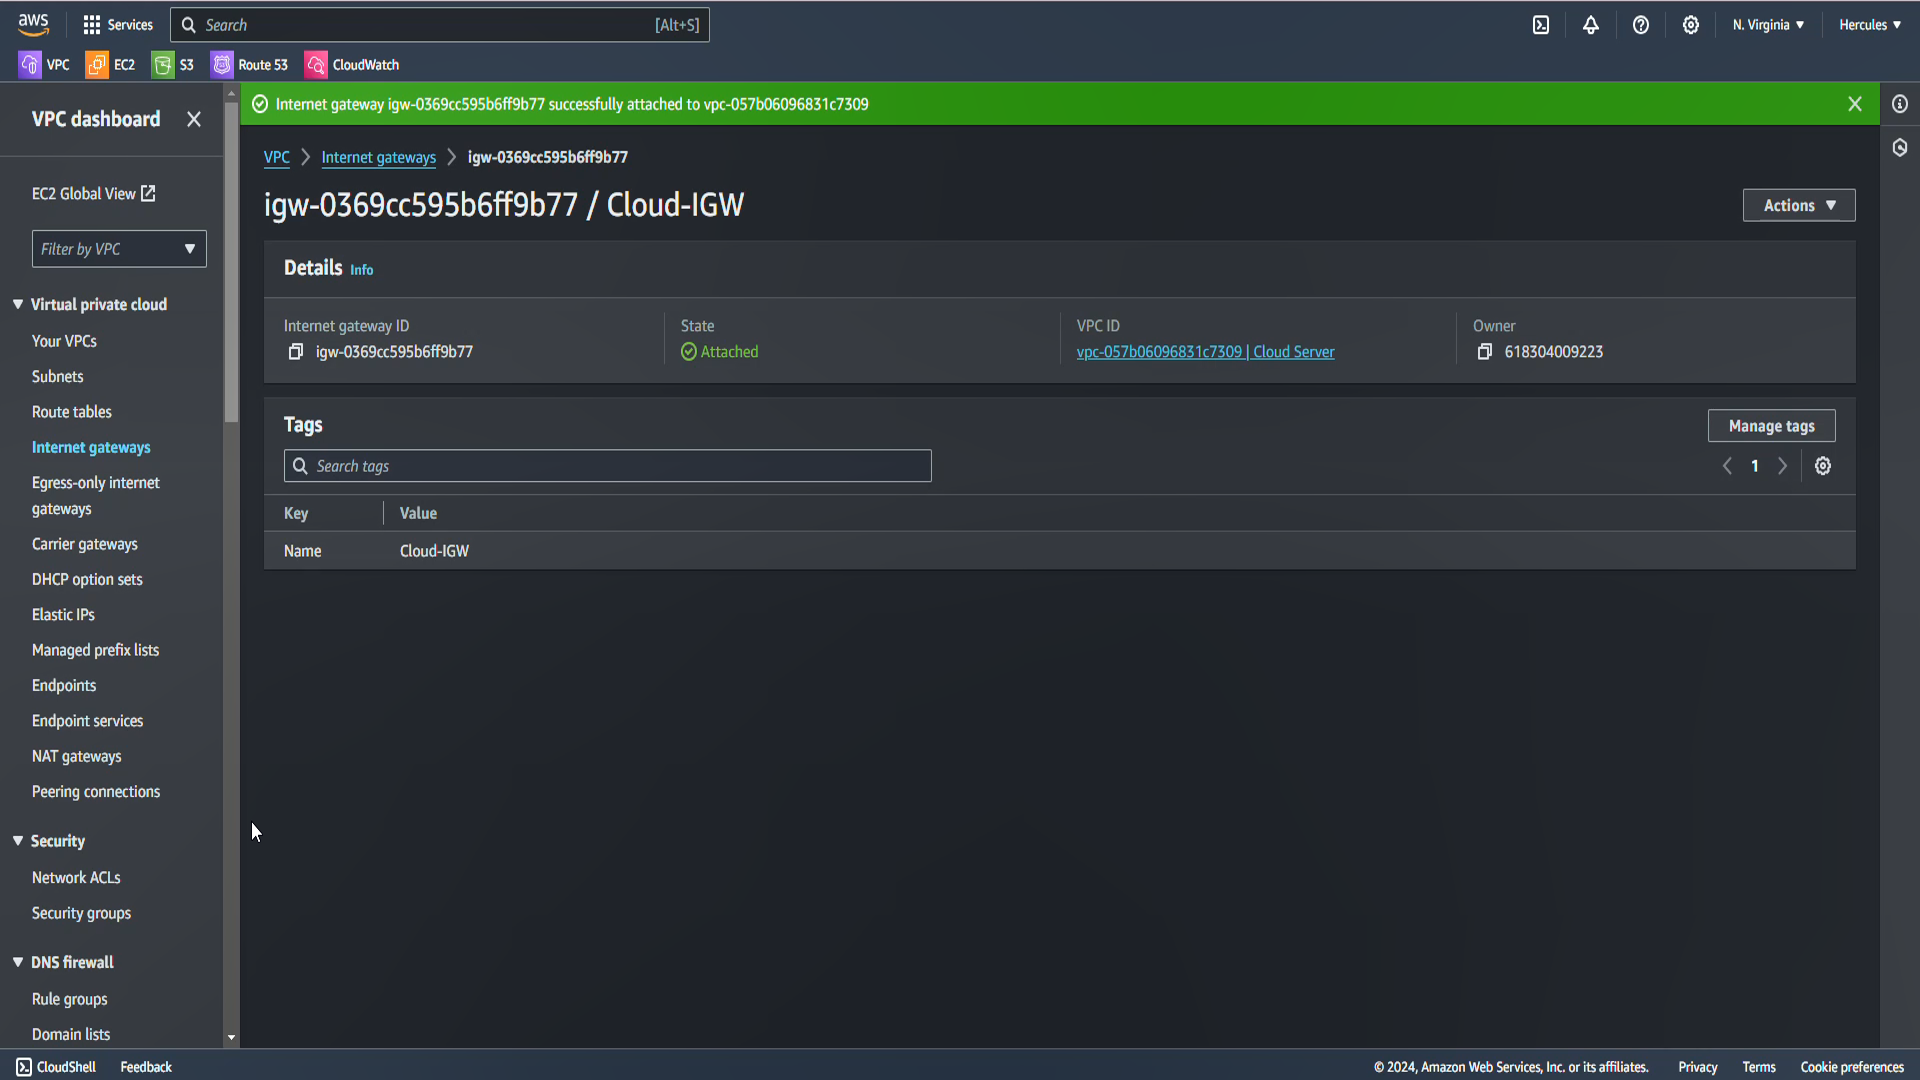 aws
Services
Search
[Alt+S]
N. Virginia
Hercules
VPC
EC2
S3
Route 53
CloudWatch
VPC dashboard
EC2 Global View
Filter by VPC
Virtual private cloud
Your VPCs
Subnets
Route tables
Internet gateways
Egress-only internet
gateways
Carrier gateways
DHCP option sets
Elastic IPs
Managed prefix lists
Endpoints
Endpoint services
NAT gateways
Peering connections
Security
Network ACLs
Security groups
DNS firewall
Rule groups
Domain lists
Internet gateway igw-0369cc595b6ff9b77 successfully attached to vpc-057b06096831c7309
VPC > Internet gateways > igw-0369cc595b6ff9b77
igw-0369cc595b6ff9b77 / Cloud-IGW
Actions
Details Info
Internet gateway ID
igw-0369cc595b6ff9b77
State
Attached
VPC ID
vpc-057b06096831c7309 | Cloud Server
Owner
618304009223
Tags
Manage tags
Search tags
1
Key Value
Name Cloud-IGW
CloudShell
Feedback
© 2024, Amazon Web Services, Inc. or its affiliates.
Privacy
Terms
Cookie preferences